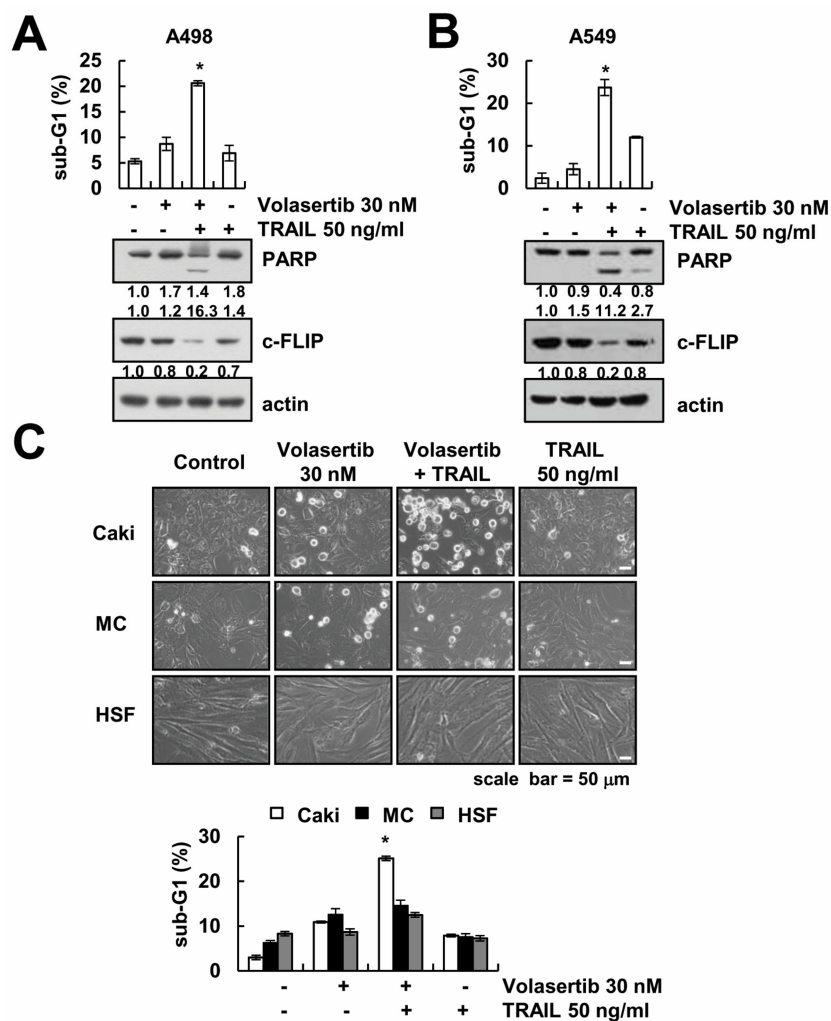 A
A498
sub-G1 (%)
25
20
15
10
5
0
*
- + + - Volasertib 30 nM
- - + + TRAIL 50 ng/ml
PARP
1.0 1.7 1.4 1.8
1.0 1.2 16.3 1.4
c-FLIP
1.0 0.8 0.2 0.7
actin
B
A549
sub-G1 (%)
30
20
10
0
*
- + + - Volasertib 30 nM
- - + + TRAIL 50 ng/ml
PARP
1.0 0.9 0.4 0.8
1.0 1.5 11.2 2.7
c-FLIP
1.0 0.8 0.2 0.8
actin
C
Control
Volasertib
30 nM
Volasertib
+ TRAIL
TRAIL
50 ng/ml
Caki
MC
HSF
scale bar = 50 μm
Caki MC HSF
sub-G1 (%)
30
20
10
0
*
- + + - Volasertib 30 nM
- - + + TRAIL 50 ng/ml